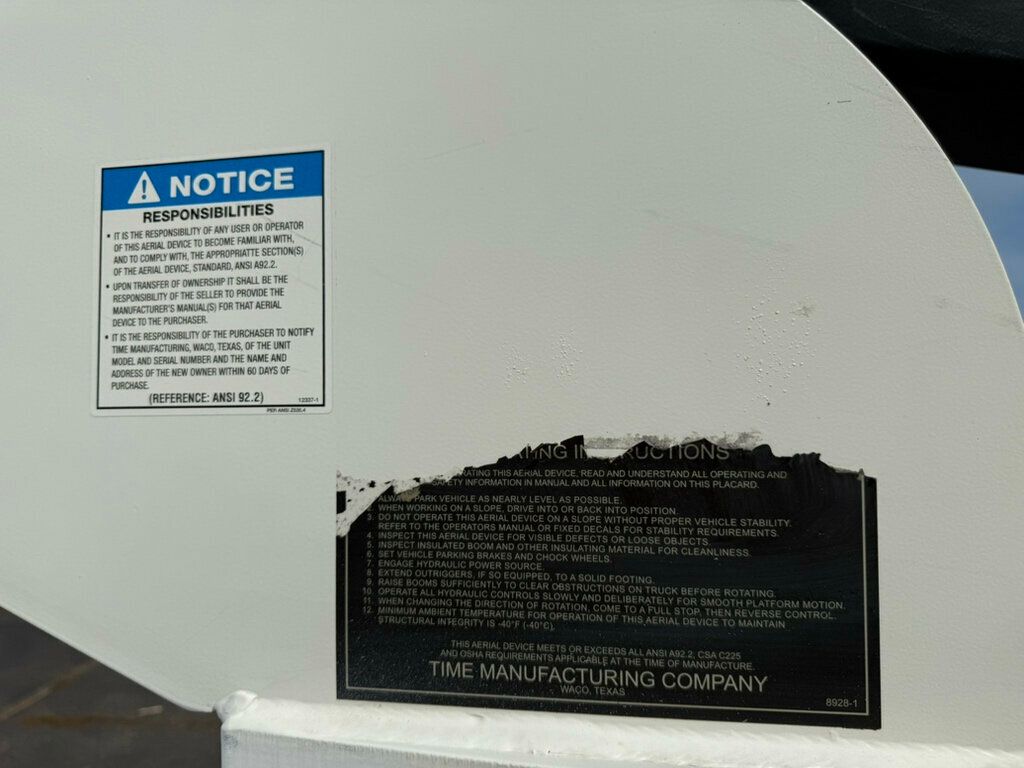 NOTICE
RESPONSIBILITIES
• IT IS THE RESPONSIBILITY OF ANY USER OR OPERATOR
OF THIS AERIAL DEVICE TO BECOME FAMILIAR WITH,
AND TO COMPLY WITH, THE APPROPRIATTE SECTION(S)
OF THE AERIAL DEVICE, STANDARD, ANSI A92.2.
• UPON TRANSFER OF OWNERSHIP IT SHALL BE THE
RESPONSIBILITY OF THE SELLER TO PROVIDE THE
MANUFACTURER'S MANUAL(S) FOR THAT AERIAL
DEVICE TO THE PURCHASER.
• IT IS THE RESPONSIBILITY OF THE PURCHASER TO NOTIFY
TIME MANUFACTURING, WACO, TEXAS, OF THE UNIT
MODEL AND SERIAL NUMBER AND THE NAME AND
ADDRESS OF THE NEW OWNER WITHIN 60 DAYS OF
PURCHASE.
(REFERENCE: ANSI 92.2)
12337-1
PER ANSI Z535.4
THIS AERIAL DEVICE, READ AND UNDERSTAND ALL OPERATING AND
INFORMATION IN MANUAL AND ALL INFORMATION ON THIS PLACARD.
PARK VEHICLE AS NEARLY LEVEL AS POSSIBLE.
2. WHEN WORKING ON A SLOPE, DRIVE INTO OR BACK INTO POSITION.
3. DO NOT OPERATE THIS AERIAL DEVICE ON A SLOPE WITHOUT PROPER VEHICLE STABILITY.
REFER TO THE OPERATORS MANUAL OR FIXED DECALS FOR STABILITY REQUIREMENTS.
4. INSPECT THIS AERIAL DEVICE FOR VISIBLE DEFECTS OR LOOSE OBJECTS.
5. INSPECT INSULATED BOOM AND OTHER INSULATING MATERIAL FOR CLEANLINESS.
6. SET VEHICLE PARKING BRAKES AND CHOCK WHEELS.
7. ENGAGE HYDRAULIC POWER SOURCE.
8. EXTEND OUTRIGGERS, IF SO EQUIPPED, TO A SOLID FOOTING.
9. RAISE BOOMS SUFFICIENTLY TO CLEAR OBSTRUCTIONS ON TRUCK BEFORE ROTATING.
10. OPERATE ALL HYDRAULIC CONTROLS SLOWLY AND DELIBERATELY FOR SMOOTH PLATFORM MOTION.
11. WHEN CHANGING THE DIRECTION OF ROTATION, COME TO A FULL STOP, THEN REVERSE CONTROL.
12. MINIMUM AMBIENT TEMPERATURE FOR OPERATION OF THIS AERIAL DEVICE TO MAINTAIN
STRUCTURAL INTEGRITY IS -40°F (-40°C).
THIS AERIAL DEVICE MEETS OR EXCEEDS ALL ANSI A92.2, CSA C225
AND OSHA REQUIREMENTS APPLICABLE AT THE TIME OF MANUFACTURE.
TIME MANUFACTURING COMPANY
WACO, TEXAS
8928-1